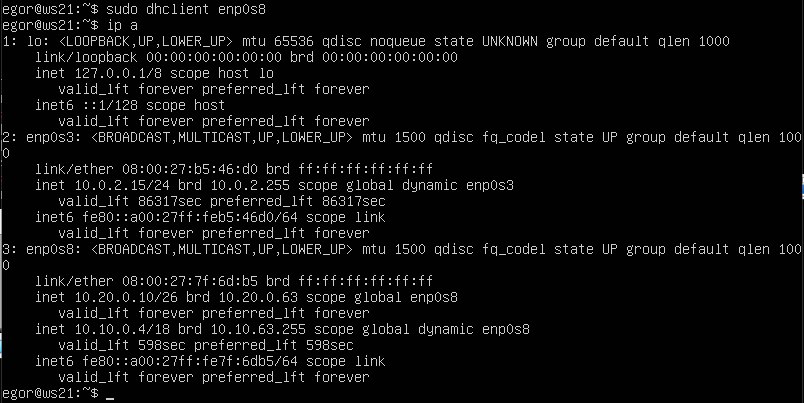 egor@ws21:~$ sudo dhclient enp0s8
egor@ws21:~$ ip a
1: lo: <LOOPBACK,UP,LOWER_UP> mtu 65536 qdisc noqueue state UNKNOWN group default qlen 1000
    link/loopback 00:00:00:00:00:00 brd 00:00:00:00:00:00
    inet 127.0.0.1/8 scope host lo
       valid_lft forever preferred_lft forever
    inet6 ::1/128 scope host
       valid_lft forever preferred_lft forever
2: enp0s3: <BROADCAST,MULTICAST,UP,LOWER_UP> mtu 1500 qdisc fq_codel state UP group default qlen 100
0
    link/ether 08:00:27:b5:46:d0 brd ff:ff:ff:ff:ff:ff
    inet 10.0.2.15/24 brd 10.0.2.255 scope global dynamic enp0s3
       valid_lft 86317sec preferred_lft 86317sec
    inet6 fe80::a00:27ff:feb5:46d0/64 scope link
       valid_lft forever preferred_lft forever
3: enp0s8: <BROADCAST,MULTICAST,UP,LOWER_UP> mtu 1500 qdisc fq_codel state UP group default qlen 100
0
    link/ether 08:00:27:7f:6d:b5 brd ff:ff:ff:ff:ff:ff
    inet 10.20.0.10/26 brd 10.20.0.63 scope global enp0s8
       valid_lft forever preferred_lft forever
    inet 10.10.0.4/18 brd 10.10.63.255 scope global dynamic enp0s8
       valid_lft 598sec preferred_lft 598sec
    inet6 fe80::a00:27ff:fe7f:6db5/64 scope link
       valid_lft forever preferred_lft forever
egor@ws21:~$ _